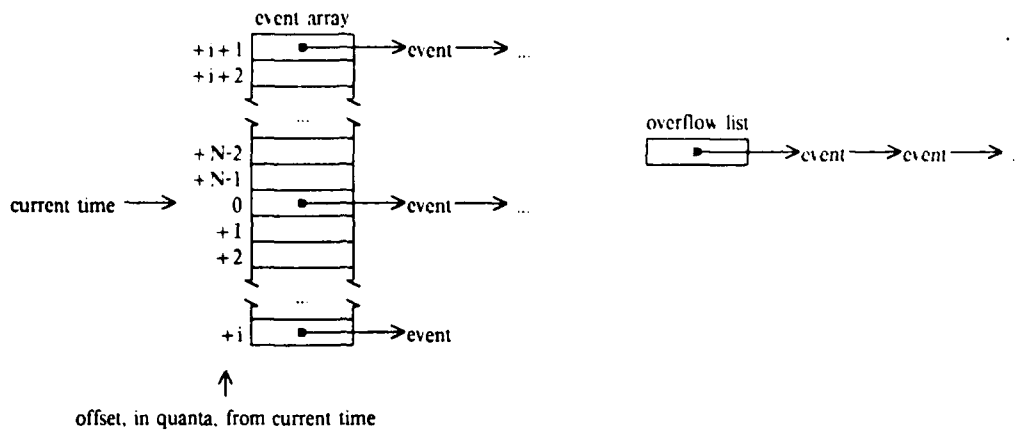 event array
+i+1 event ...
+i+2
...
+N-2
+N-1
current time 0 event ...
+1
+2
...
+i event
offset, in quanta, from current time
overflow list
event event ...